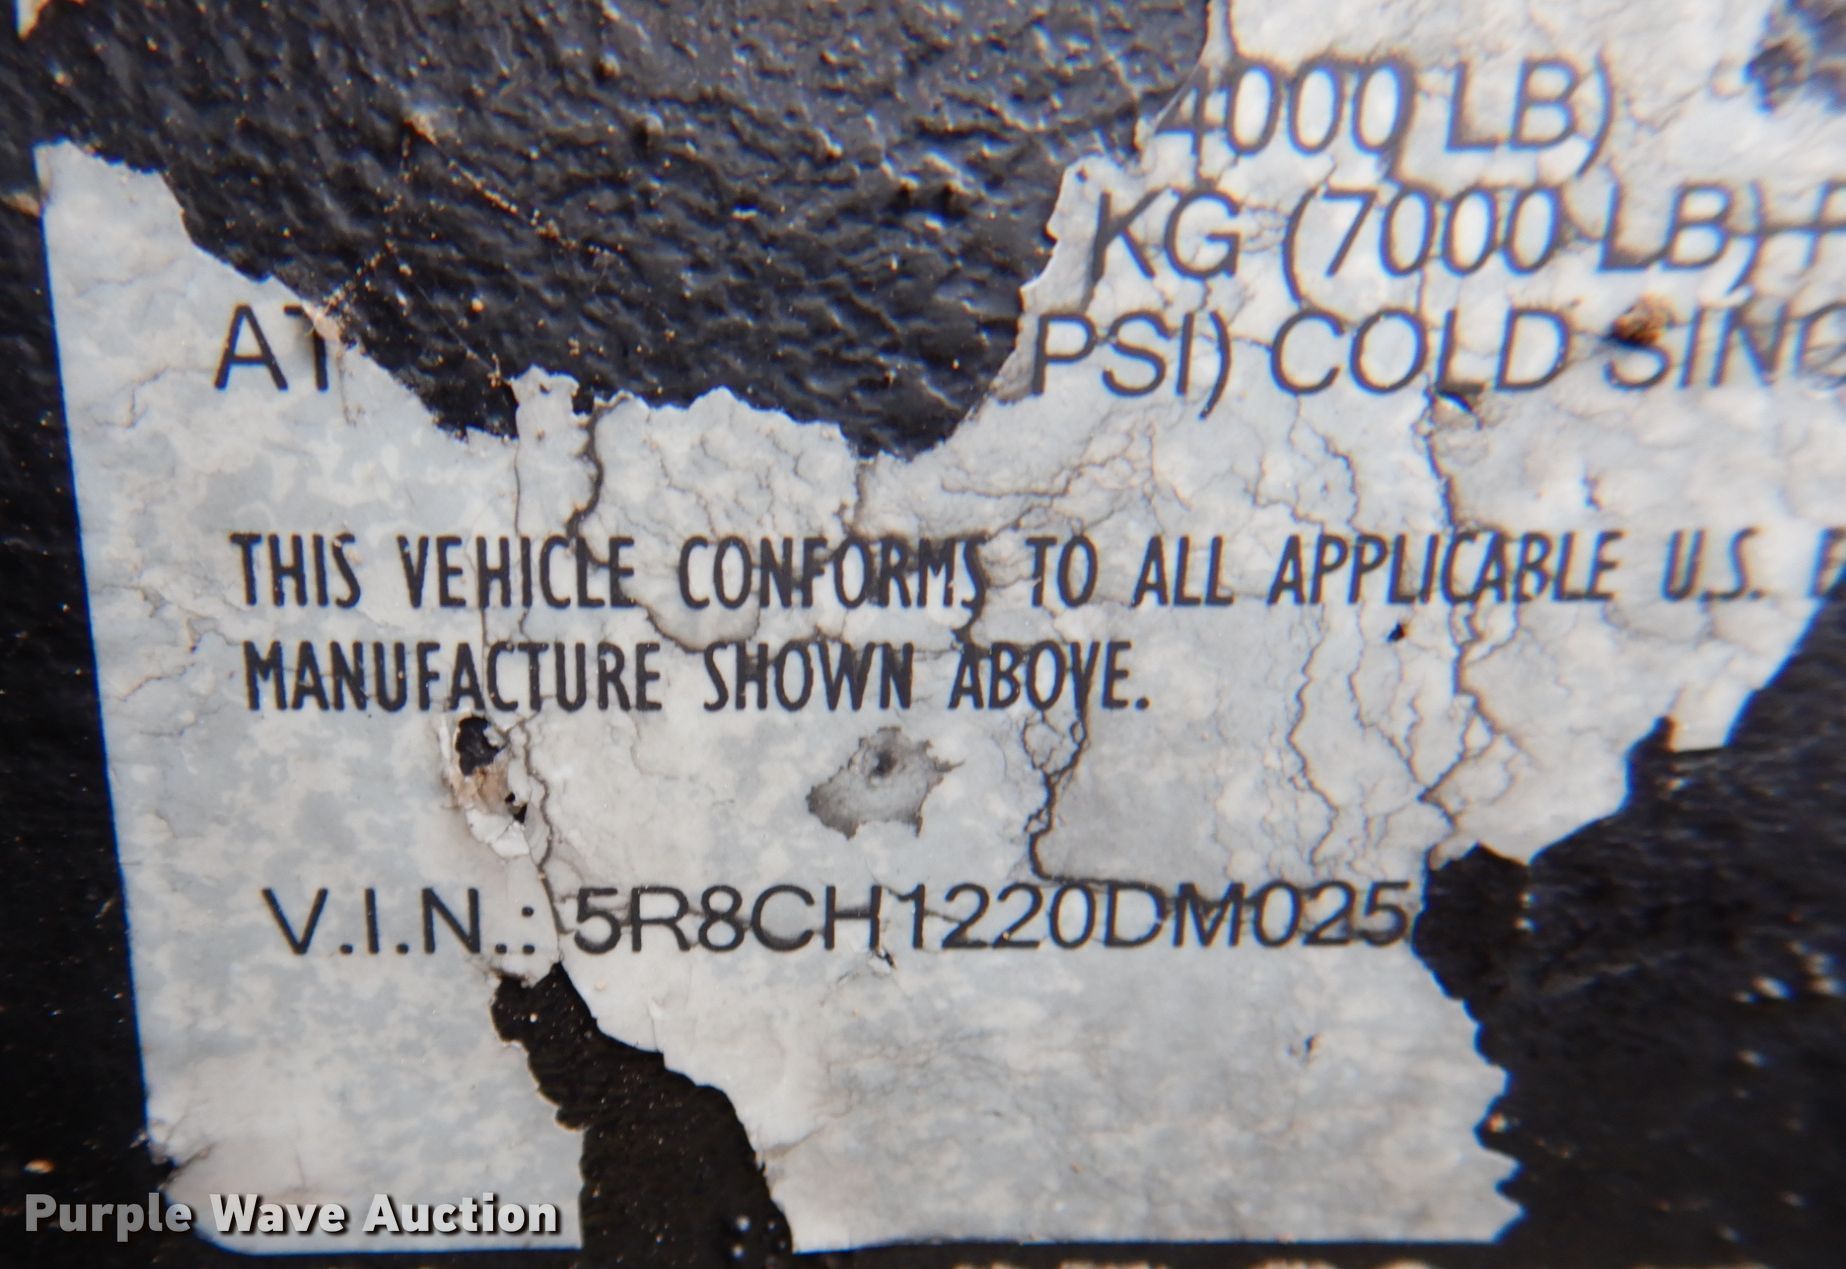 4000 LB)
KG (7000 LB)
AT PSI) COLD SING
THIS VEHICLE CONFORMS TO ALL APPLICABLE U.S.
MANUFACTURE SHOWN ABOVE.
V.I.N.: 5R8CH1220DM025
Purple Wave Auction